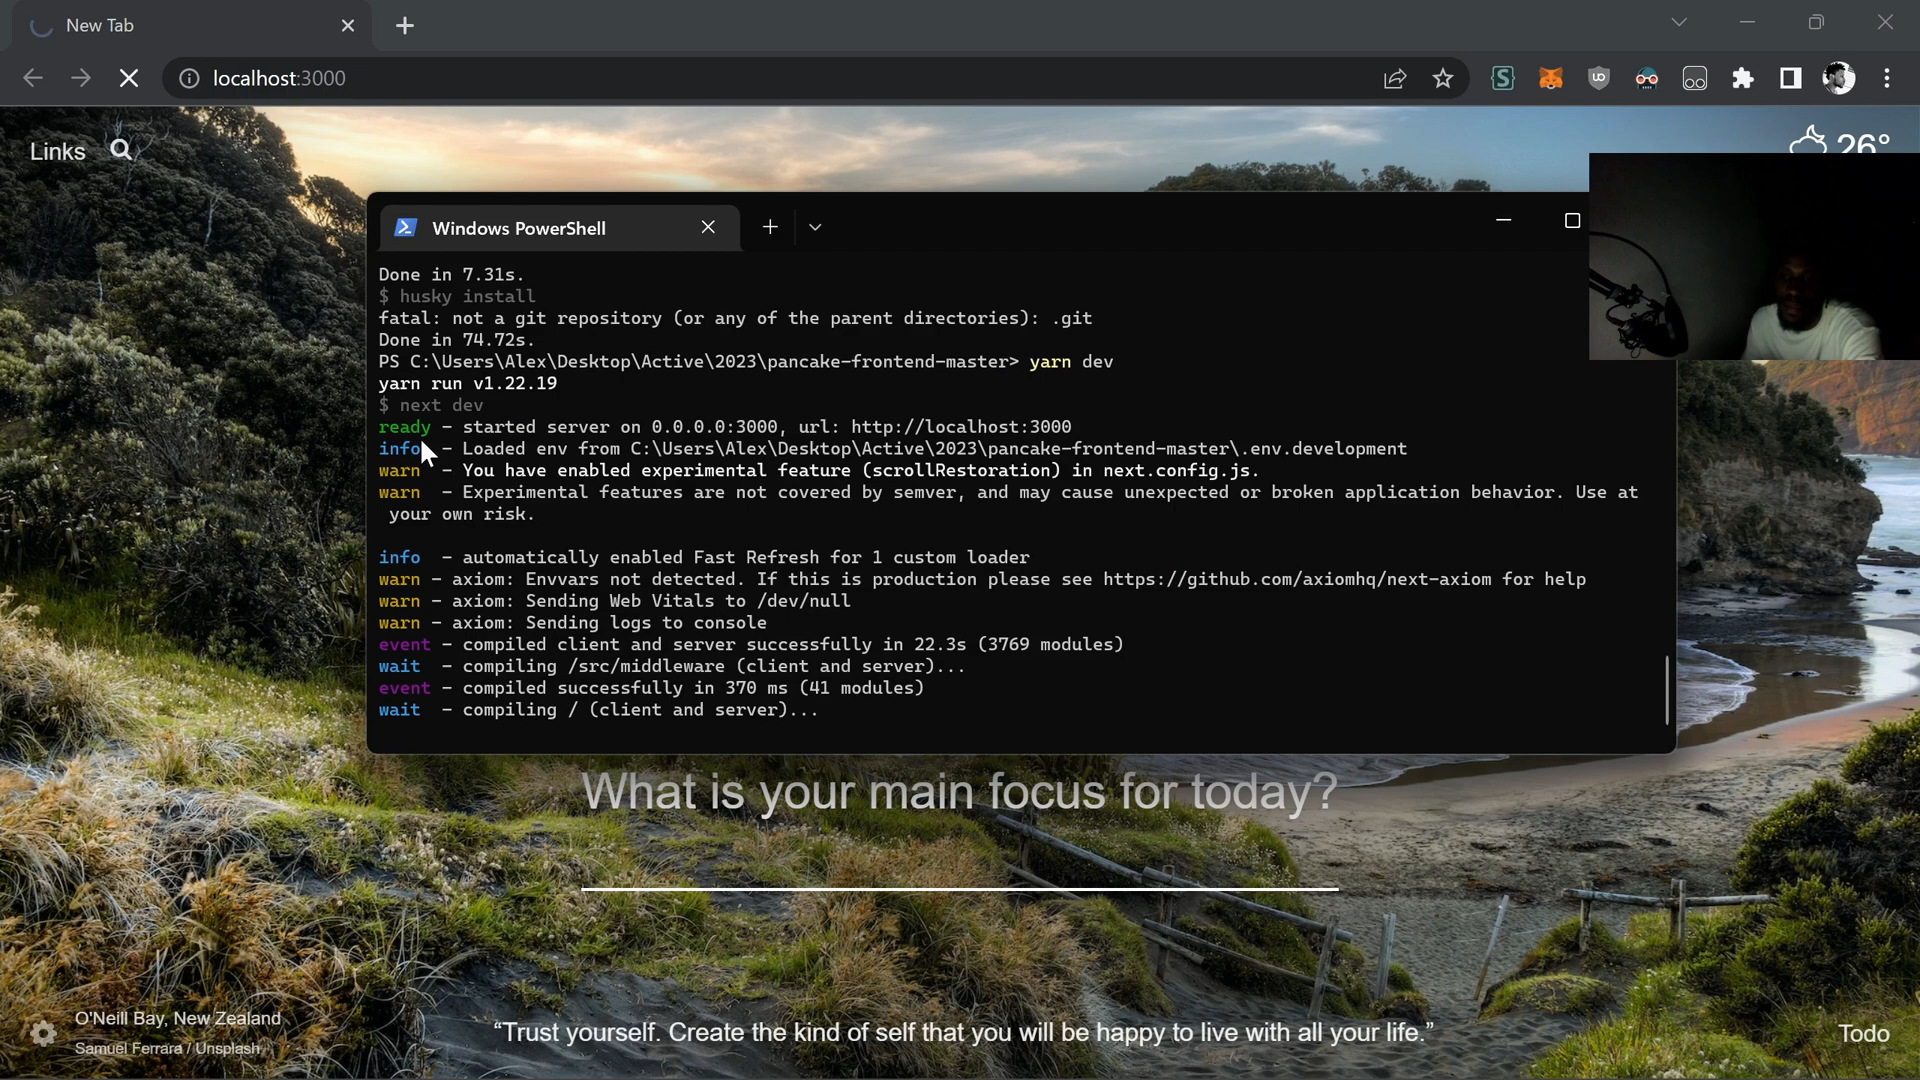 New Tab
localhost:3000
Links
26°
Windows PowerShell
Done in 7.31s.
$ husky install
fatal: not a git repository (or any of the parent directories): .git
Done in 74.72s.
PS C:\Users\Alex\Desktop\Active\2023\pancake-frontend-master> yarn dev
yarn run v1.22.19
$ next dev
ready - started server on 0.0.0.0:3000, url: http://localhost:3000
info - Loaded env from C:\Users\Alex\Desktop\Active\2023\pancake-frontend-master\.env.development
warn - You have enabled experimental feature (scrollRestoration) in next.config.js.
warn - Experimental features are not covered by semver, and may cause unexpected or broken application behavior. Use at
your own risk.
info - automatically enabled Fast Refresh for 1 custom loader
warn - axiom: Envvars not detected. If this is production please see https://github.com/axiomhq/next-axiom for help
warn - axiom: Sending Web Vitals to /dev/null
warn - axiom: Sending logs to console
event - compiled client and server successfully in 22.3s (3769 modules)
wait - compiling /src/middleware (client and server)...
event - compiled successfully in 370 ms (41 modules)
wait - compiling / (client and server)...
What is your main focus for today?
O'Neill Bay, New Zealand
Samuel Ferrara / Unsplash
“Trust yourself. Create the kind of self that you will be happy to live with all your life.”
Todo